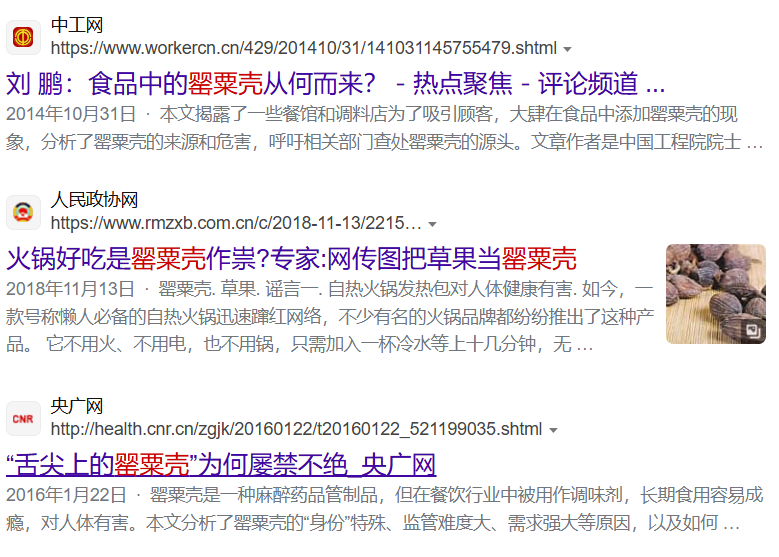 中工网
https://www.workercn.cn/429/201410/31/141031145755479.shtml
刘 鹏：食品中的罂粟壳从何而来？ - 热点聚焦 - 评论频道 ...
2014年10月31日 · 本文揭露了一些餐馆和调料店为了吸引顾客，大肆在食品中添加罂粟壳的现
象，分析了罂粟壳的来源和危害，呼吁相关部门查处罂粟壳的源头。文章作者是中国工程院院士 ...
人民政协网
https://www.rmzxb.com.cn/c/2018-11-13/2215...
火锅好吃是罂粟壳作祟?专家:网传图把草果当罂粟壳
2018年11月13日 · 罂粟壳. 草果. 谣言一. 自热火锅发热包对人体健康有害. 如今，一
款号称懒人必备的自热火锅迅速蹿红网络，不少有名的火锅品牌都纷纷推出了这种产
品。 它不用火、不用电，也不用锅，只需加入一杯冷水等上十几分钟，无 ...
CNR
央广网
http://health.cnr.cn/zgjk/20160122/t20160122_521199035.shtml
“舌尖上的罂粟壳”为何屡禁不绝_央广网
2016年1月22日 · 罂粟壳是一种麻醉药品管制品，但在餐饮行业中被用作调味剂，长期食用容易成
瘾，对人体有害。本文分析了罂粟壳的“身份”特殊、监管难度大、需求强大等原因，以及如何 ...